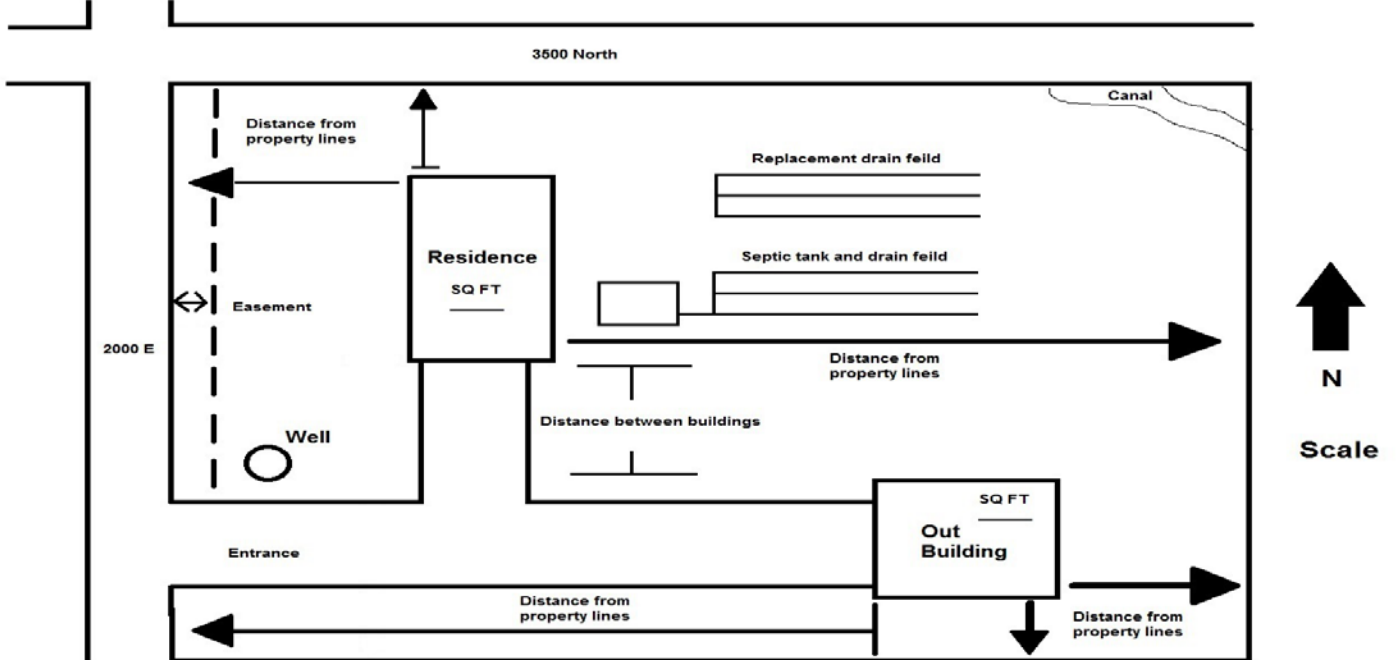 3500 North
Canal
Distance from
property lines
Replacement drain feild
Residence
SQ FT
Septic tank and drain feild
Easement
2000 E
Distance from
property lines
N
Distance between buildings
Well
Scale
SQ FT
Out
Building
Entrance
Distance from
property lines
Distance from
property lines